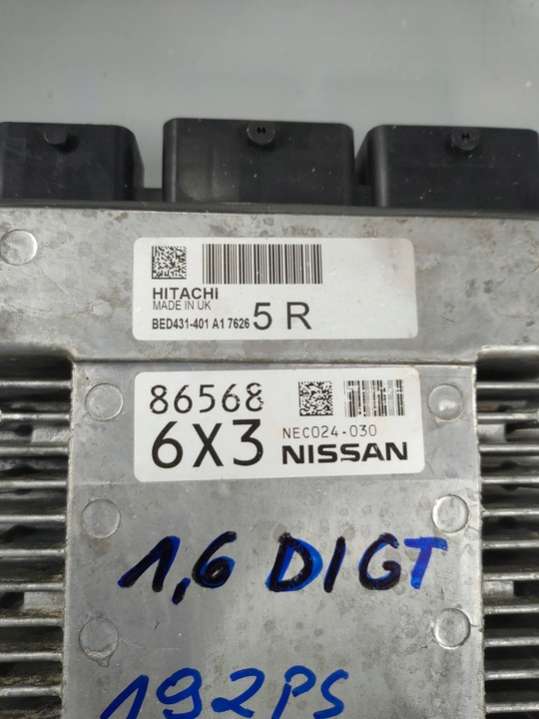 HITACHI
MADE IN UK
BED431-401 A1 7626 5 R
86568
6X3 NEC024-030
NISSAN
1,6 DIGT
192PS